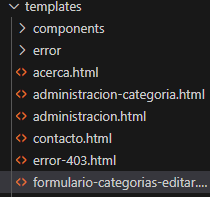 templates
components
error
acerca.html
administracion-categoria.html
administracion.html
contacto.html
error-403.html
formulario-categorias-editar....